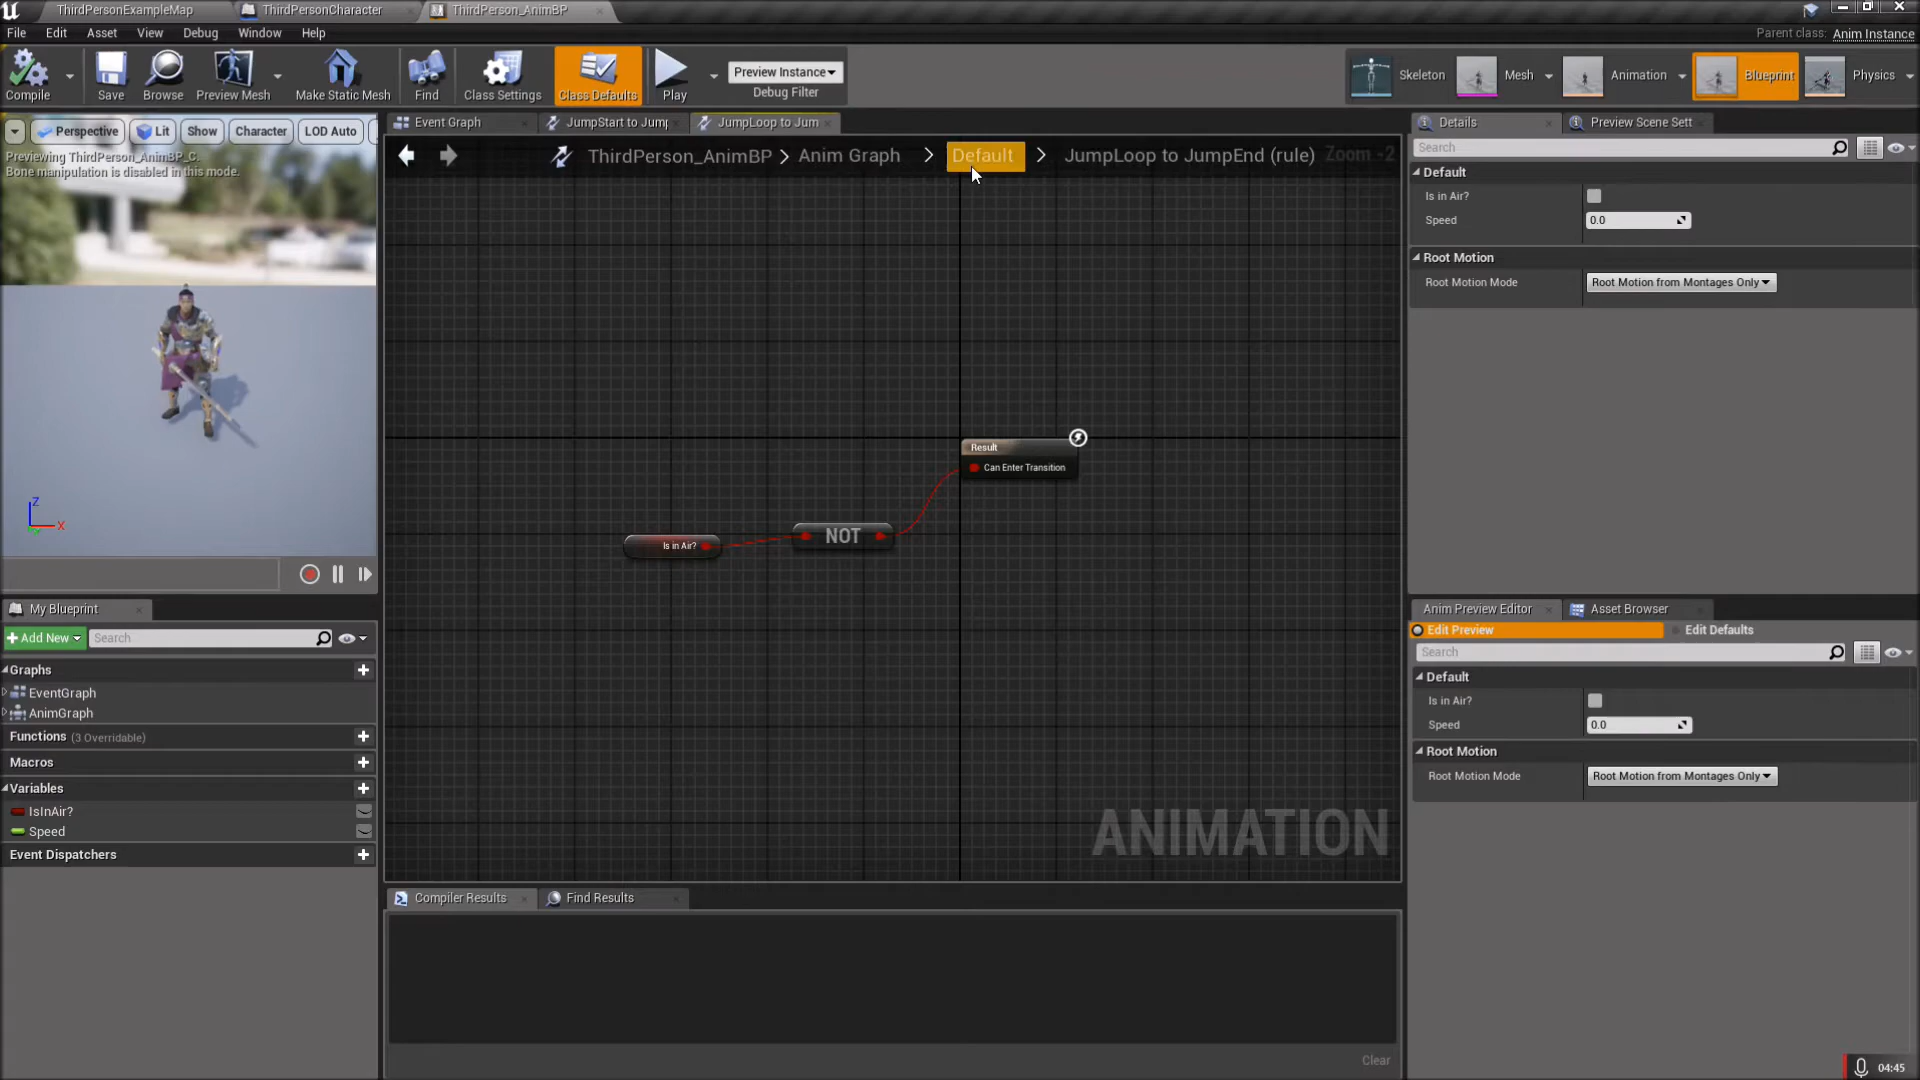 ThirdPersonExampleMap
ThirdPersonCharacter
ThirdPerson_AnimBP
File Edit Asset View Debug Window Help
Parent class: Anim Instance
Compile
Save
Browse
Preview Mesh
Make Static Mesh
Find
Class Settings
Class Defaults
Play
Preview Instance
Debug Filter
Skeleton
Mesh
Animation
Blueprint
Physics
Perspective
Lit
Show
Character
LOD Auto
Previewing ThirdPerson_AnimBP_C.
Bone manipulation is disabled in this mode.
Z
X
Event Graph
JumpStart to Jump
JumpLoop to Jum
ThirdPerson_AnimBP > Anim Graph > Default > JumpLoop to JumpEnd (rule)
Zoom -2
Result
Can Enter Transition
Is in Air?
NOT
ANIMATION
My Blueprint
Add New
Search
Graphs
EventGraph
AnimGraph
Functions (3 Overridable)
Macros
Variables
IsInAir?
Speed
Event Dispatchers
Compiler Results
Find Results
Clear
Details
Preview Scene Sett
Search
Default
Is in Air?
Speed 0.0
Root Motion
Root Motion Mode Root Motion from Montages Only
Anim Preview Editor
Asset Browser
Edit Preview
Edit Defaults
Search
Default
Is in Air?
Speed 0.0
Root Motion
Root Motion Mode Root Motion from Montages Only
04:45